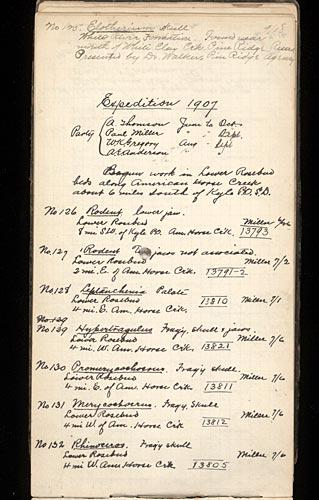 No 125. Elotherium skull
White River Formation Found near
mouth of White Clay Crk. Pine Ridge
Presented by Dr. Walker, Pine Ridge Agency
Expedition 1907
Party
A. Thomson June to Oct.
Paul Miller " " Sept.
W.K. Gregory Aug - Sept
A.E. Anderson " "
Began work in Lower Rosebud
beds along American Horse Creek
about 6 miles south of Kyle P.O. S.D.
No 126 Rodent lower jaw.
Lower Rosebud Miller
8 mi S.W. of Kyle P.O. Am. Horse Crk. 13793
No. 127 Rodent Two jaws not associated
Lower Rosebud Miller 7/2
2 mi. E. of Am. Horse Crk 13791-2
No 128 Leptauchenia Palate
Lower Rosebud 13810 Miller 7/1
4 mi. E. Am. Horse Crk.
No. 129
No 129 Hypertragulus Frag'y skull & jaws.
Lower Rosebud Miller 7/6
4 mi. W. Am. Horse Crk. 13821
No 130 Promerycochoerus. Frag'y skull
Lower Rosebud Miller 7/6
4 mi. E. of Am. Horse Crk. 13811
No 131 Merycochoerus. Frag'y. Skull
Lower Rosebud Miller 7/6
4 mi W. of Am. Horse Crk. 13812
No 132 Rhinoceros. Frag'y skull
Lower Rosebud Miller 7/6
4 mi W. Am. Horse Crk 13805